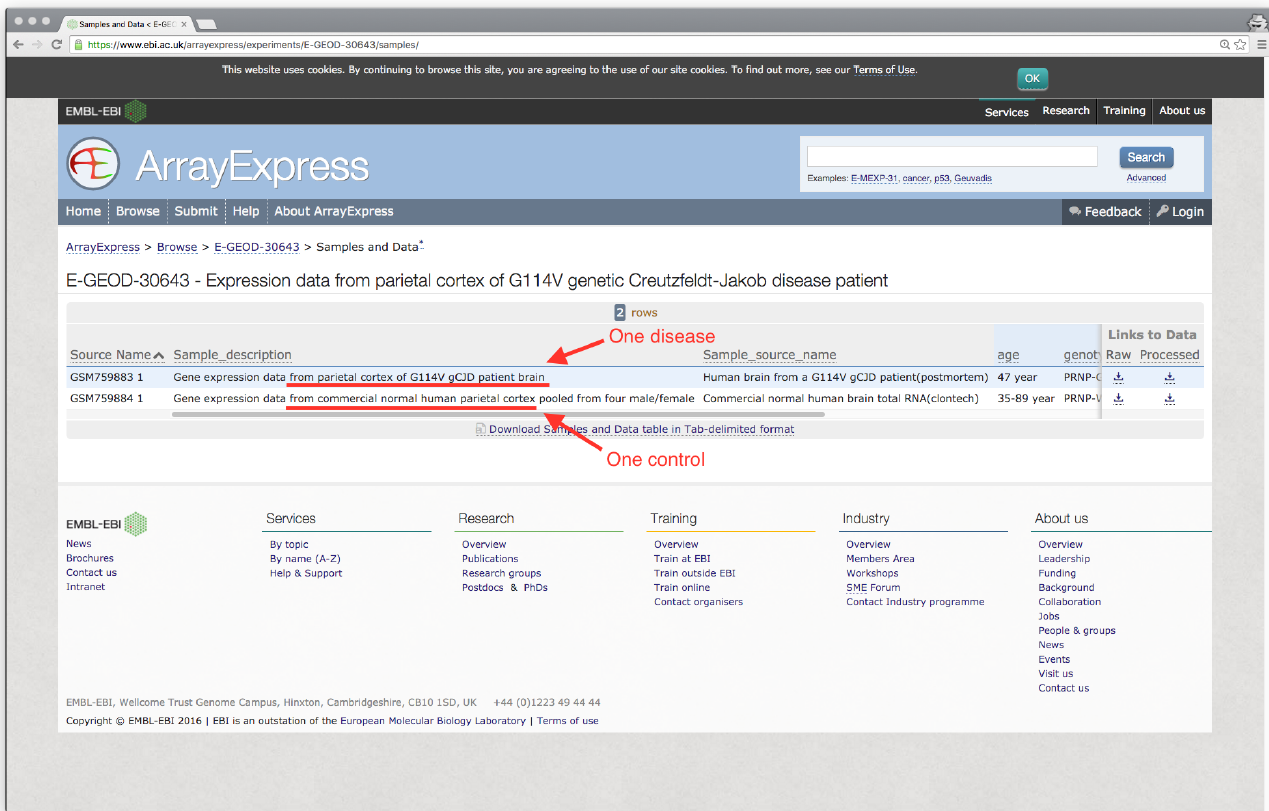 Samples and Data < E-GEO
https://www.ebi.ac.uk/arrayexpress/experiments/E-GEOD-30643/samples/
This website uses cookies. By continuing to browse this site, you are agreeing to the use of our site cookies. To find out more, see our Terms of Use.
OK
EMBL-EBI
Services Research Training About us
ArrayExpress
Search
Examples: E-MEXP-31, cancer, p53, Geuvadis
Advanced
Home Browse Submit Help About ArrayExpress
Feedback Login
ArrayExpress > Browse > E-GEOD-30643 > Samples and Data*
E-GEOD-30643 - Expression data from parietal cortex of G114V genetic Creutzfeldt-Jakob disease patient
2 rows
One disease
Links to Data
Source Name Sample_description Sample_source_name age genoty Raw Processed
GSM759883 1 Gene expression data from parietal cortex of G114V gCJD patient brain Human brain from a G114V gCJD patient(postmortem) 47 year PRNP-G
GSM759884 1 Gene expression data from commercial normal human parietal cortex pooled from four male/female Commercial normal human brain total RNA(clontech) 35-89 year PRNP-W
Download Samples and Data table in Tab-delimited format
One control
EMBL-EBI
News
Brochures
Contact us
Intranet
Services
By topic
By name (A-Z)
Help & Support
Research
Overview
Publications
Research groups
Postdocs & PhDs
Training
Overview
Train at EBI
Train outside EBI
Train online
Contact organisers
Industry
Overview
Members Area
Workshops
SME Forum
Contact Industry programme
About us
Overview
Leadership
Funding
Background
Collaboration
Jobs
People & groups
News
Events
Visit us
Contact us
EMBL-EBI, Wellcome Trust Genome Campus, Hinxton, Cambridgeshire, CB10 1SD, UK +44 (0)1223 49 44 44
Copyright © EMBL-EBI 2016 | EBI is an outstation of the European Molecular Biology Laboratory | Terms of use